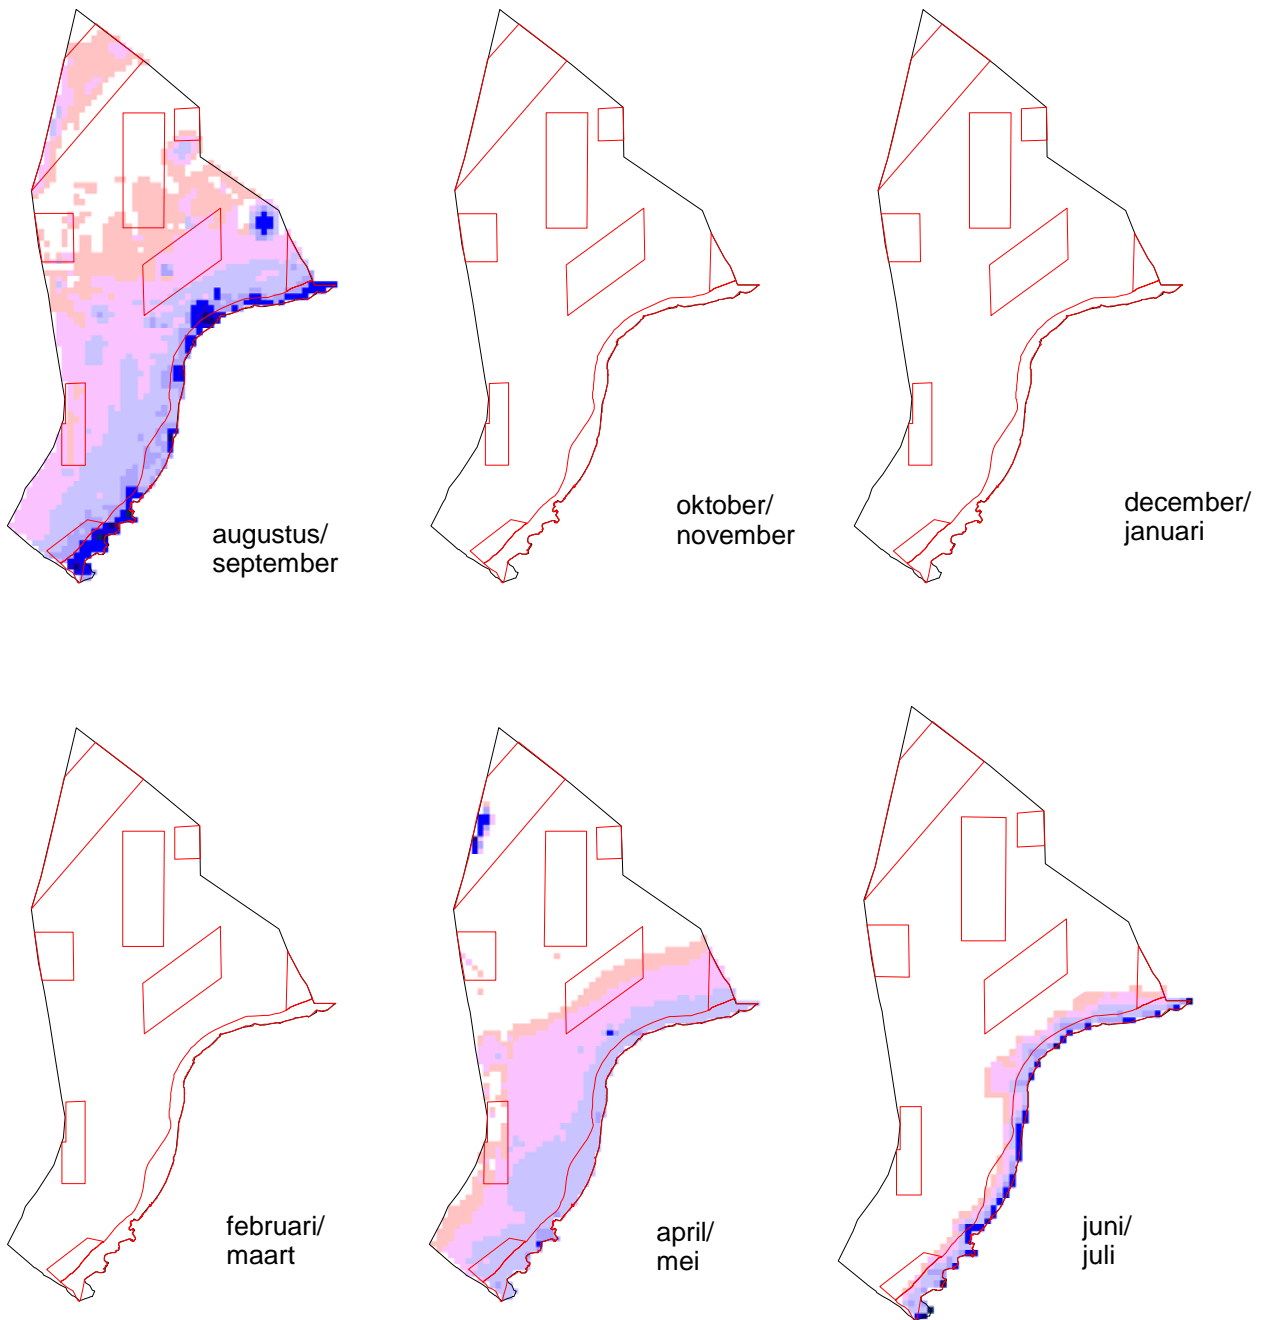 augustus/
september
oktober/
november
december/
januari
februari/
maart
april/
mei
juni/
juli